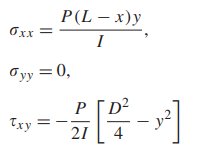 σxx = P(L − x)y / I,
σyy = 0,
τxy = − P / 2I [ D² / 4 − y² ]